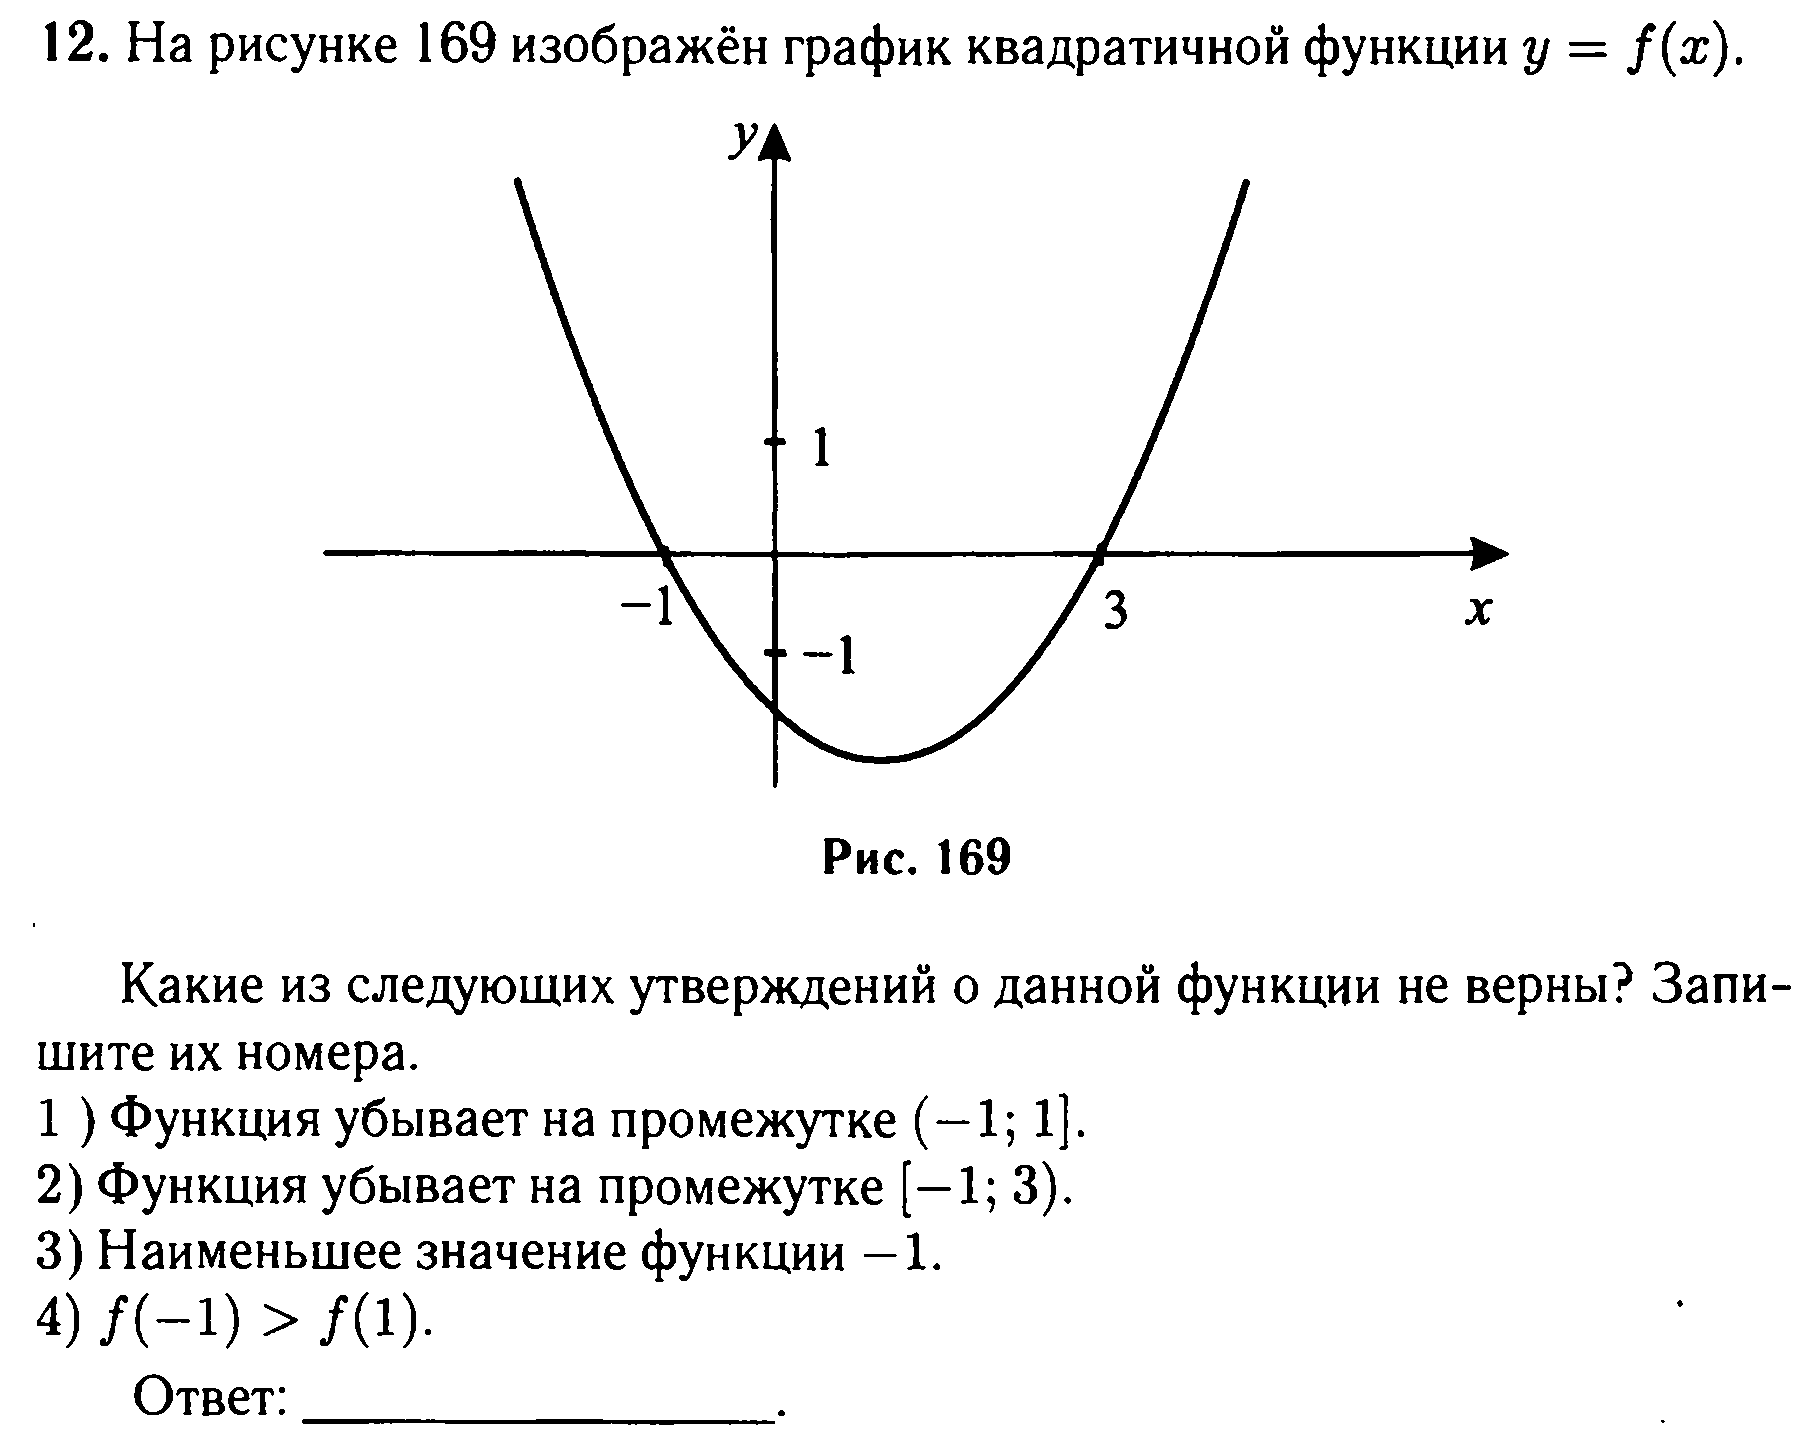 12. На рисунке 169 изображён график квадратичной функции y = f(x).
y
1
−1
3
x
−1
Рис. 169
Какие из следующих утверждений о данной функции не верны? Запи-
шите их номера.
1 ) Функция убывает на промежутке (−1; 1].
2) Функция убывает на промежутке [−1; 3).
3) Наименьшее значение функции −1.
4) f(−1) > f(1).
Ответ: ____________.